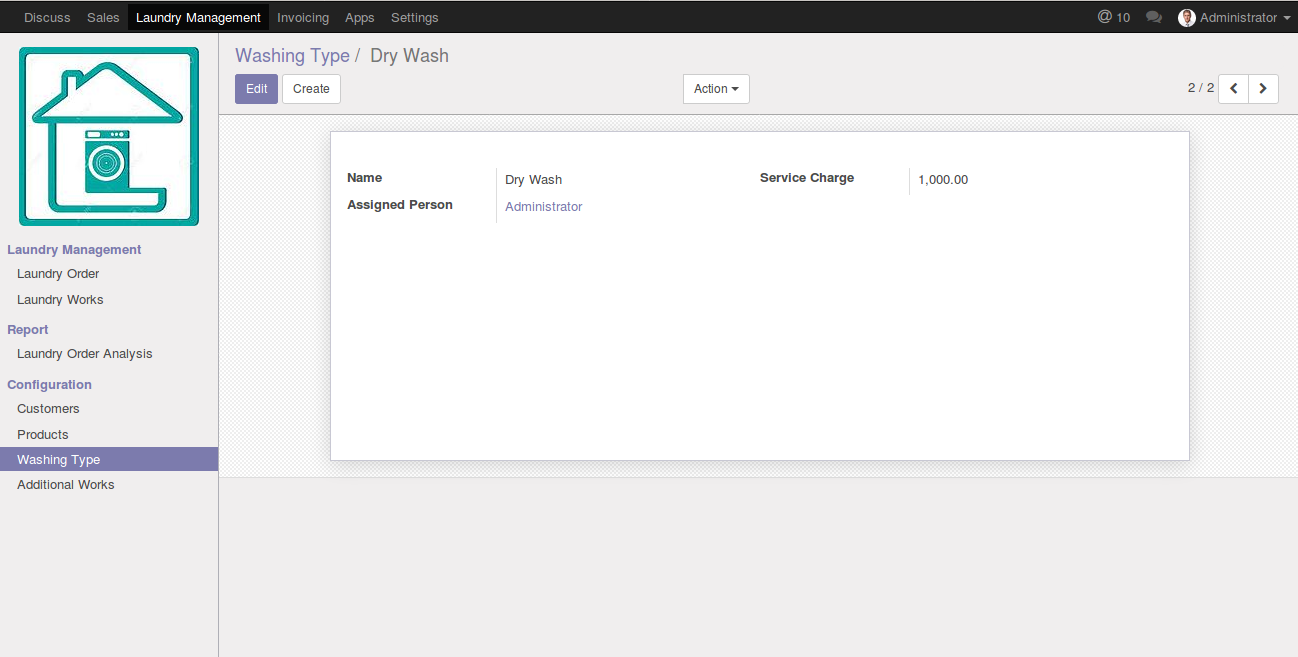 Discuss Sales Laundry Management Invoicing Apps Settings @ 10 Administrator
Washing Type / Dry Wash
Edit Create Action 2 / 2
Name Dry Wash Service Charge 1,000.00
Assigned Person Administrator
Laundry Management
Laundry Order
Laundry Works
Report
Laundry Order Analysis
Configuration
Customers
Products
Washing Type
Additional Works